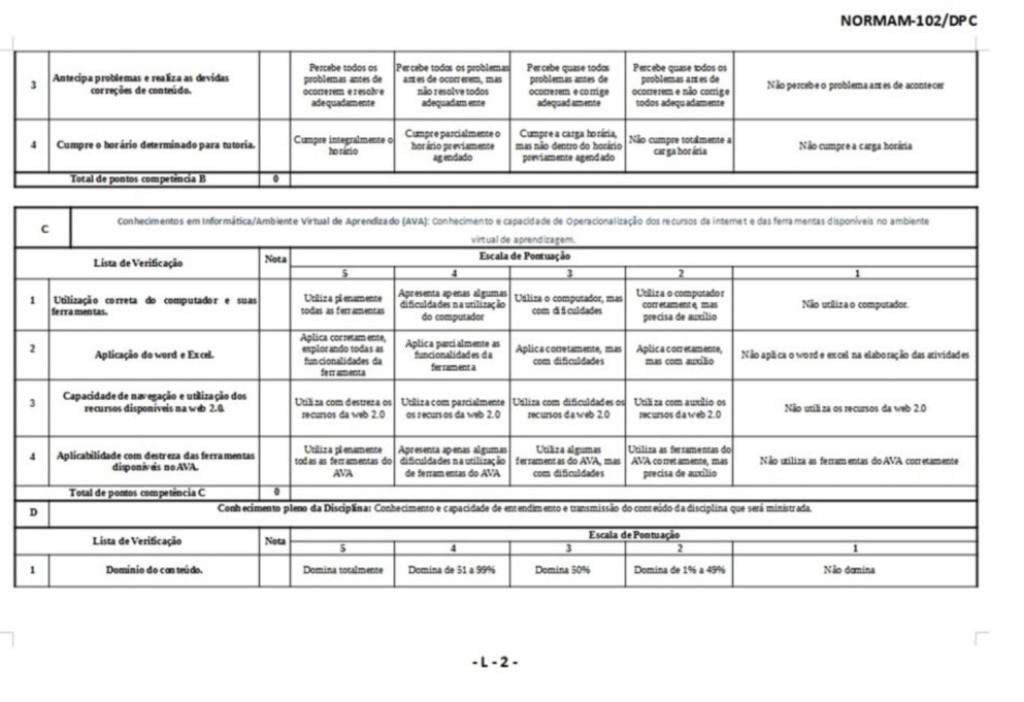 NORMAM-102/DPC
3 Antecipa problemas e realiza as devidas correções de conteúdo. Percebe todos os problemas antes de ocorrerem e resolve adequadamente Percebe todos os problemas antes de ocorrerem, mas não resolve todos adequadamente Percebe quase todos problemas antes de ocorrerem e corrige adequadamente Percebe quase todos os problemas antes de ocorrerem e não corrige todos adequadamente Não percebe o problema antes de acontecer
4 Cumpre o horário determinado para tutoria. Cumpre integralmente o horário Cumpre parcialmente o horário previamente agendado Cumpre a carga horária, mas não dentro do horário previamente agendado Não cumpre totalmente a carga horária Não cumpre a carga horária
Total de pontos competência B 0
C Conhecimentos em Informática/Ambiente Virtual de Aprendizado (AVA): Conhecimento e capacidade de Operacionalização dos recursos da internet e das ferramentas disponíveis no ambiente
virtual de aprendizagem.
Lista de Verificação Nota Escala de Pontuação
5 4 3 2 1
1 Utilização correta do computador e suas ferramentas. Utiliza plenamente todas as ferramentas Apresenta apenas algumas dificuldades na utilização do computador Utiliza o computador, mas com dificuldades Utiliza o computador corretamente, mas precisa de auxílio Não utiliza o computador.
2 Aplicação do word e Excel. Aplica corretamente, explorando todas as funcionalidades da ferramenta Aplica parcialmente as funcionalidades da ferramenta Aplica corretamente, mas com dificuldades Aplica corretamente, mas com auxílio Não aplica o word e excel na elaboração das atividades
3 Capacidade de navegação e utilização dos recursos disponíveis na web 2.0. Utiliza com destreza os recursos da web 2.0 Utiliza com parcialmente os recursos da web 2.0 Utiliza com dificuldades os recursos da web 2.0 Utiliza com auxílio os recursos da web 2.0 Não utiliza os recursos da web 2.0
4 Aplicabilidade com destreza das ferramentas disponíveis no AVA. Utiliza plenamente todas as ferramentas do AVA Apresenta apenas algumas dificuldades na utilização de ferramentas do AVA Utiliza algumas ferramentas do AVA, mas com dificuldades Utiliza as ferramentas do AVA corretamente, mas precisa de auxílio Não utiliza as ferramentas do AVA corretamente
Total de pontos competência C 0
D Conhecimento pleno da Disciplina: Conhecimento e capacidade de entendimento e transmissão do conteúdo da disciplina que será ministrada.
Lista de Verificação Nota Escala de Pontuação
5 4 3 2 1
1 Domínio do conteúdo. Domina totalmente Domina de 51 a 99% Domina 50% Domina de 1% a 49% Não domina
- L - 2 -